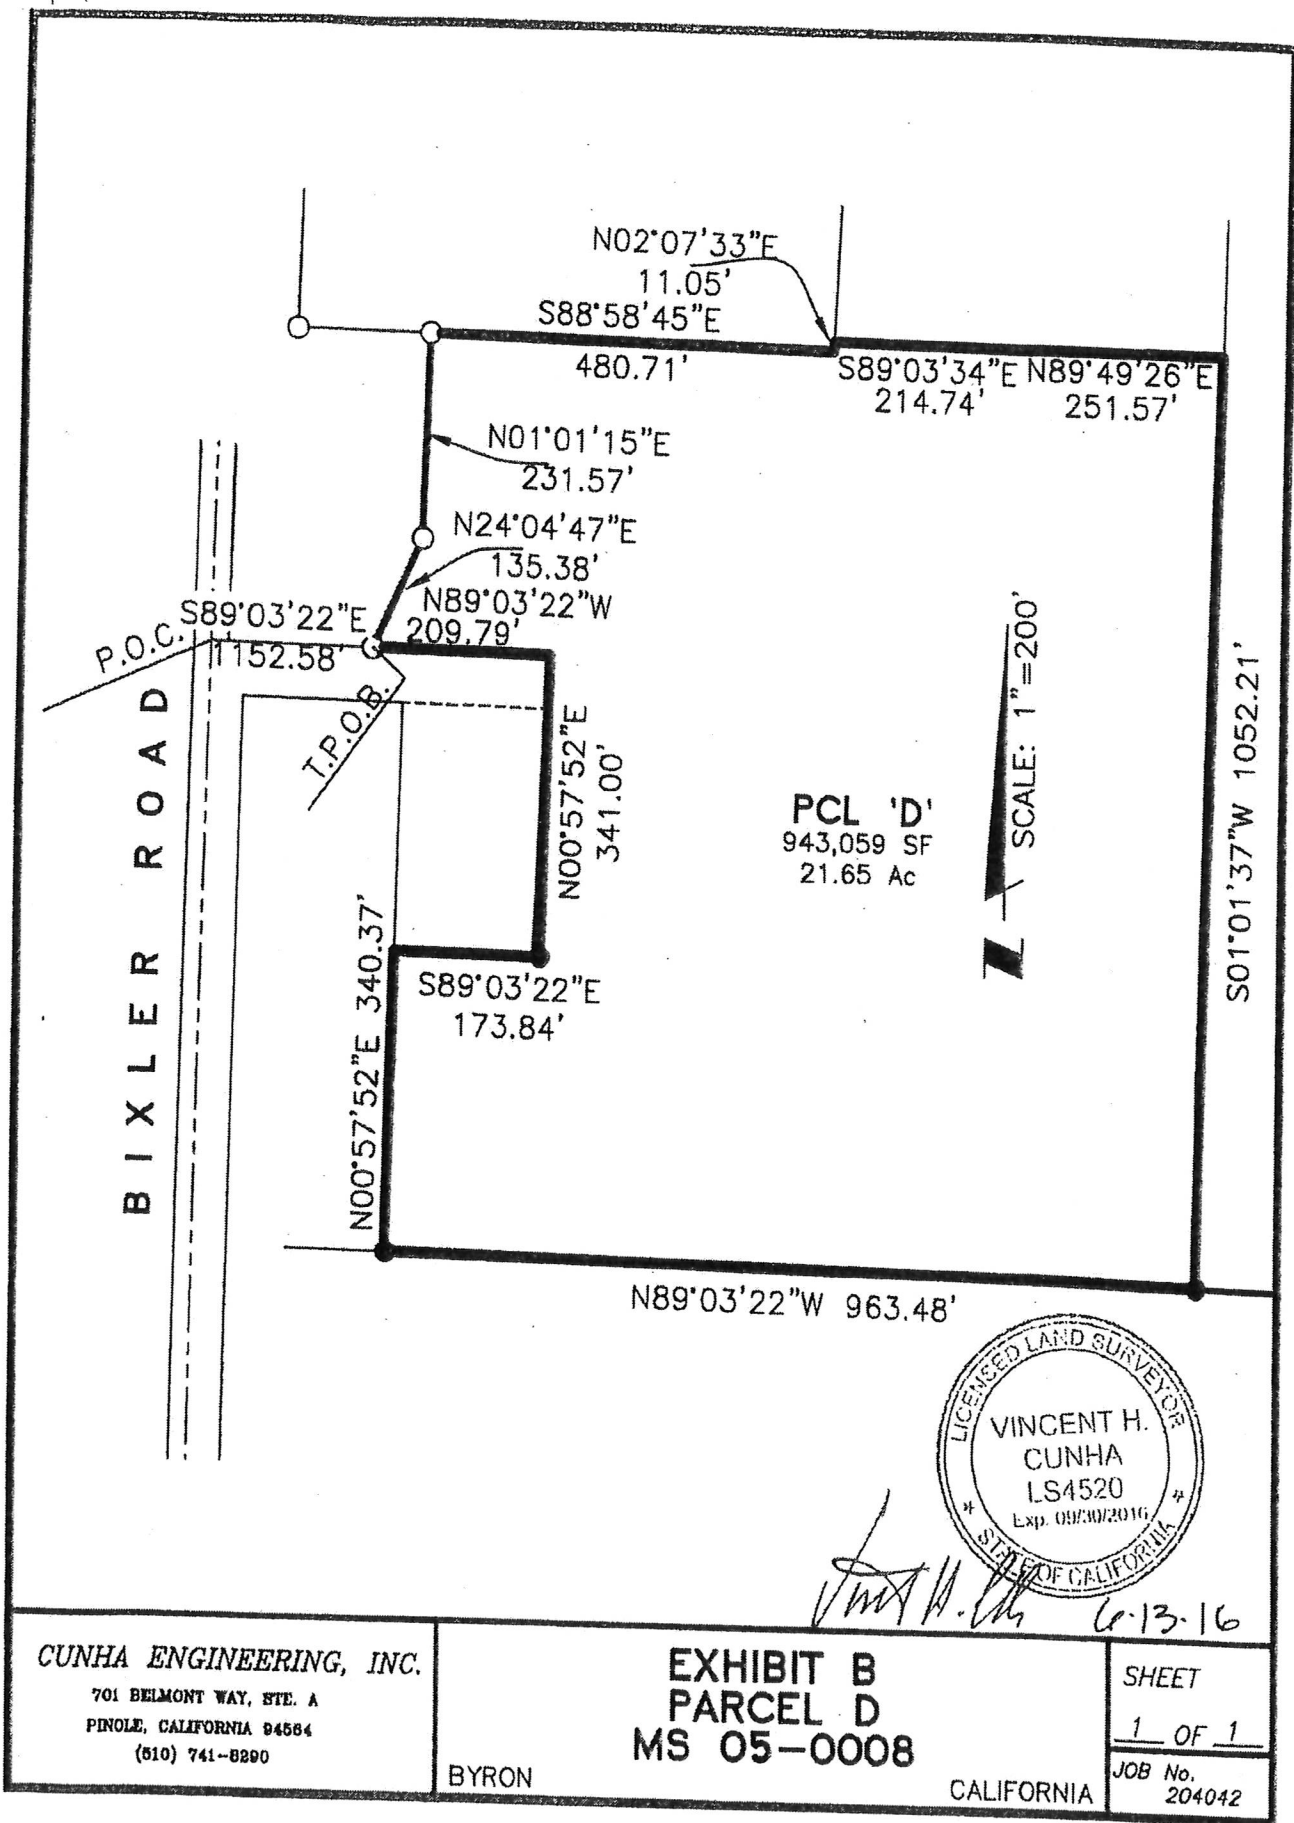 N02°07'33"E
11.05'
S88°58'45"E
480.71'
S89°03'34"E
214.74'
N89°49'26"E
251.57'
N01°01'15"E
231.57'
N24°04'47"E
135.38'
N89°03'22"W
209.79'
S89°03'22"E
1152.58'
P.O.C.
T.P.O.B.
BIXLER ROAD
N00°57'52"E
341.00'
PCL 'D'
943,059 SF
21.65 Ac
SCALE: 1"=200'
S01°01'37"W 1052.21'
N00°57'52"E 340.37'
S89°03'22"E
173.84'
N89°03'22"W 963.48'
LICENSED LAND SURVEYOR
VINCENT H.
CUNHA
LS4520
Exp. 09/30/2016
STATE OF CALIFORNIA
6-13-16
CUNHA ENGINEERING, INC.
701 BELMONT WAY, STE. A
PINOLE, CALIFORNIA 94564
(510) 741-8290
EXHIBIT B
PARCEL D
MS 05-0008
BYRON
CALIFORNIA
SHEET
1 OF 1
JOB No.
204042